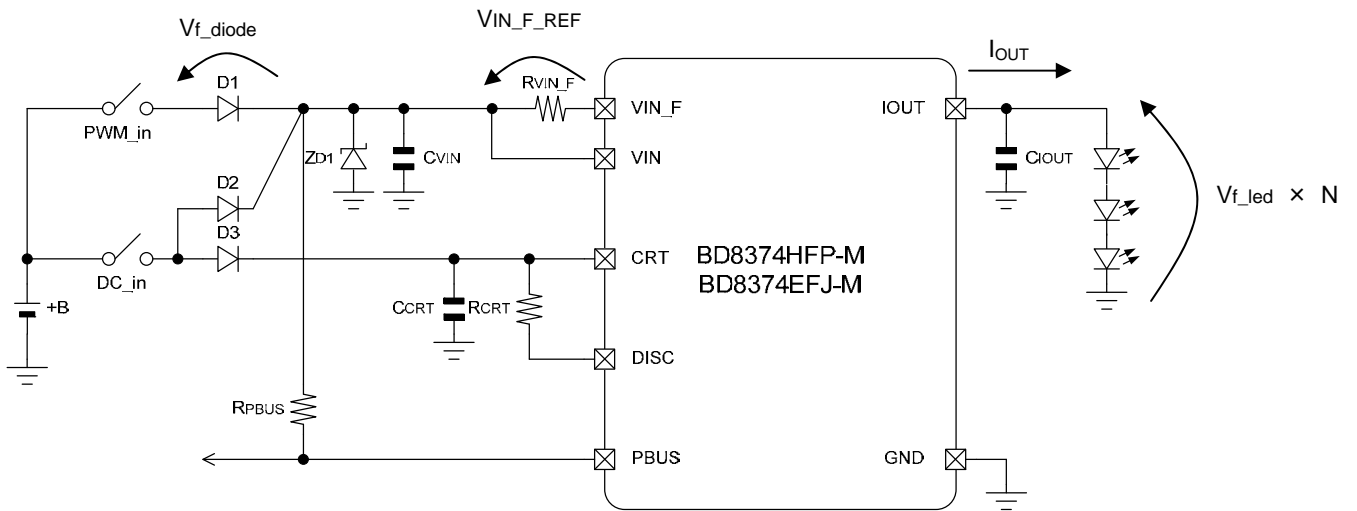 Vf_diode
VIN_F_REF
IOUT
D1
RVIN_F
PWM_in
VIN_F
IOUT
ZD1
CVIN
VIN
CIOUT
D2
Vf_led × N
D3
DC_in
CRT
BD8374HFP-M
BD8374EFJ-M
+B
CCRT
RCRT
DISC
RPBUS
PBUS
GND